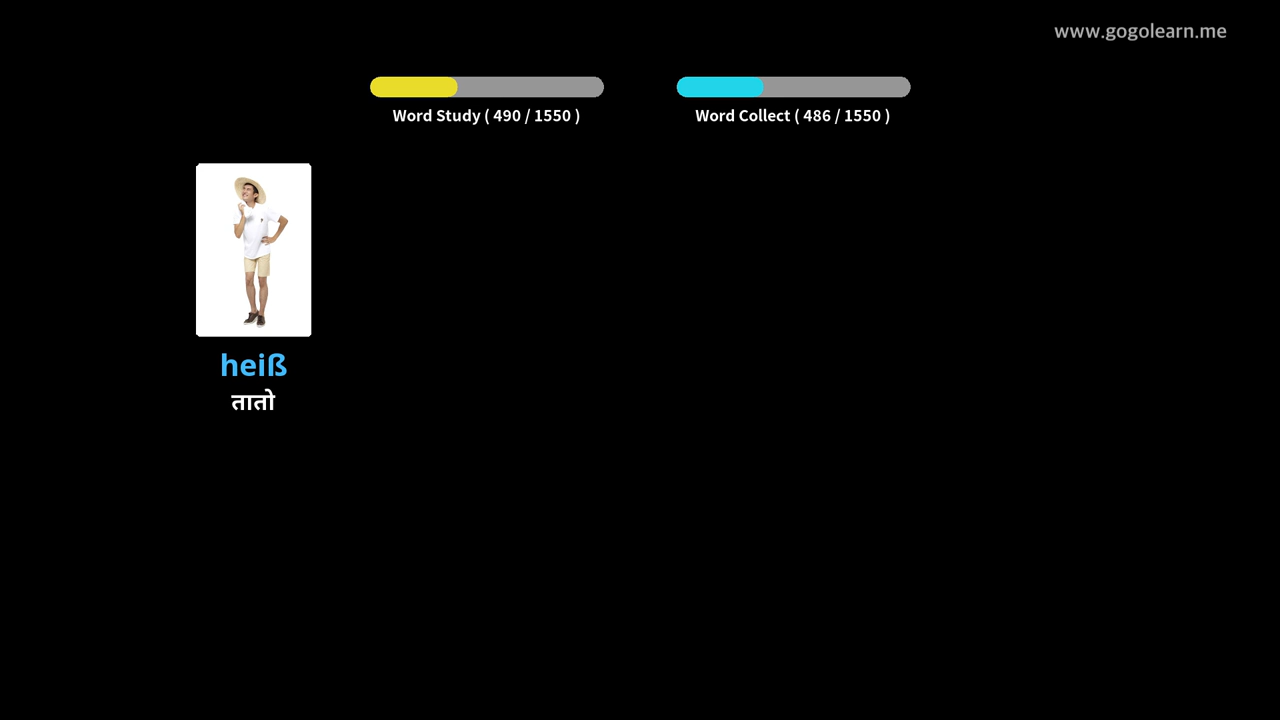 www.gogolearn.me
Word Study ( 490 / 1550 )
Word Collect ( 486 / 1550 )
heiß
तातो